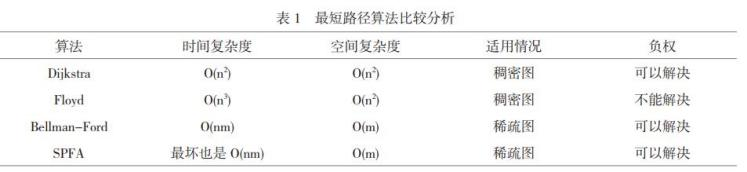 表 1 最短路径算法比较分析
算法 时间复杂度 空间复杂度 适用情况 负权
Dijkstra O(n²) O(n²) 稠密图 可以解决
Floyd O(n³) O(n²) 稠密图 不能解决
Bellman-Ford O(nm) O(m) 稀疏图 可以解决
SPFA 最坏也是 O(nm) O(m) 稀疏图 可以解决